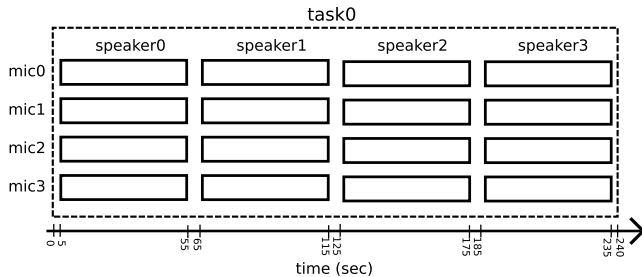 task0
speaker0 speaker1 speaker2 speaker3
mic0
mic1
mic2
mic3
0 5 55 65 115 125 175 185 235 240
time (sec)